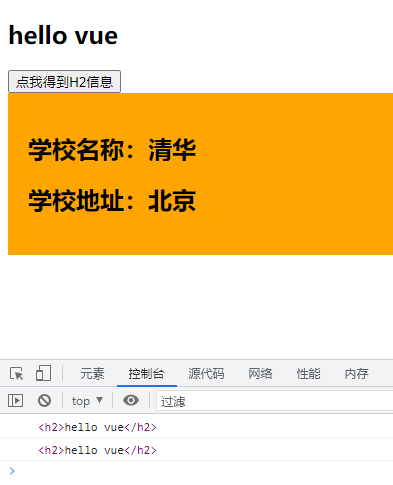 hello vue
点我得到H2信息
学校名称：清华
学校地址：北京
元素 控制台 源代码 网络 性能 内存
top ▼ 过滤
<h2>hello vue</h2>
<h2>hello vue</h2>
>